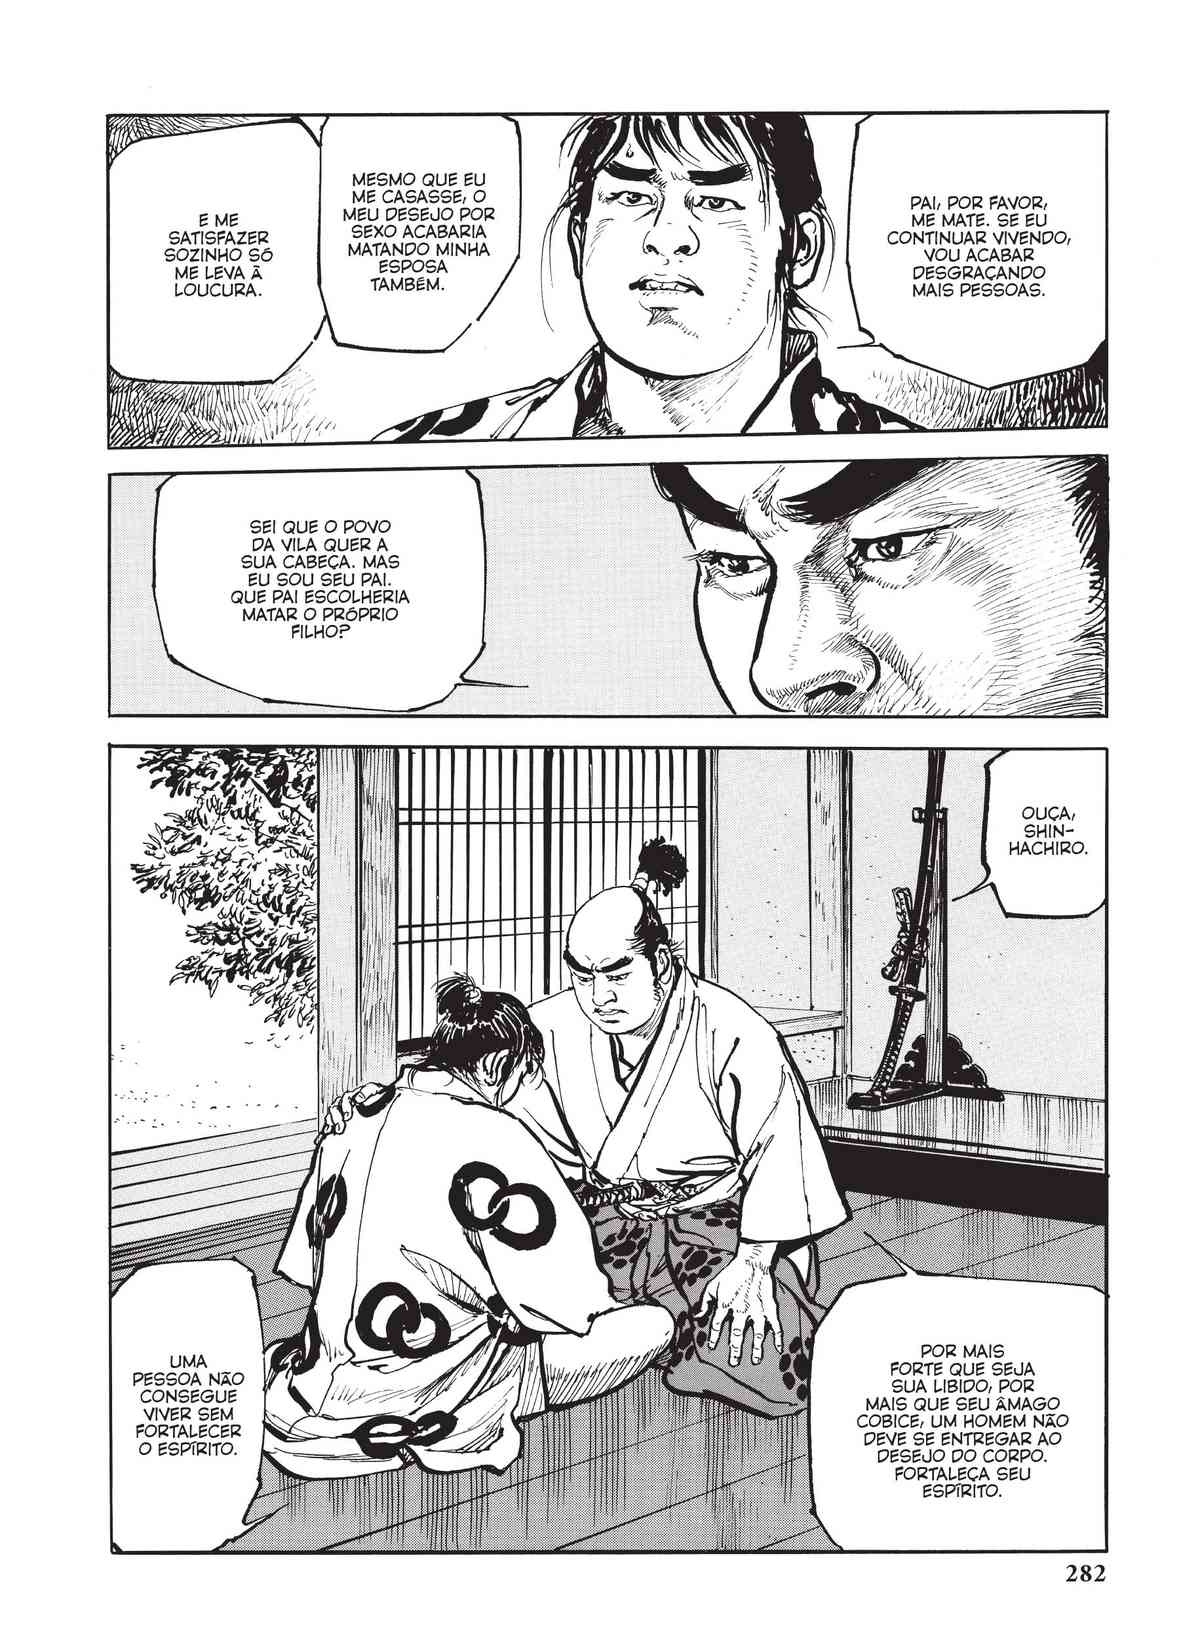 PAI, POR FAVOR,
ME MATE. SE EU
CONTINUAR VIVENDO,
VOU ACABAR
DESGRAÇANDO
MAIS PESSOAS.
MESMO QUE EU
ME CASASSE, O
MEU DESEJO POR
SEXO ACABARIA
MATANDO MINHA
ESPOSA
TAMBÉM.
E ME
SATISFAZER
SOZINHO SÓ
ME LEVA À
LOUCURA.
SEI QUE O POVO
DA VILA QUER A
SUA CABEÇA. MAS
EU SOU SEU PAI.
QUE PAI ESCOLHERIA
MATAR O PRÓPRIO
FILHO?
OUÇA,
SHIN-
HACHIRO.
POR MAIS
FORTE QUE SEJA
SUA LIBIDO, POR
MAIS QUE SEU ÂMAGO
COBICE, UM HOMEM NÃO
DEVE SE ENTREGAR AO
DESEJO DO CORPO.
FORTALEÇA SEU
ESPÍRITO.
UMA
PESSOA NÃO
CONSEGUE
VIVER SEM
FORTALECER
O ESPÍRITO.
282